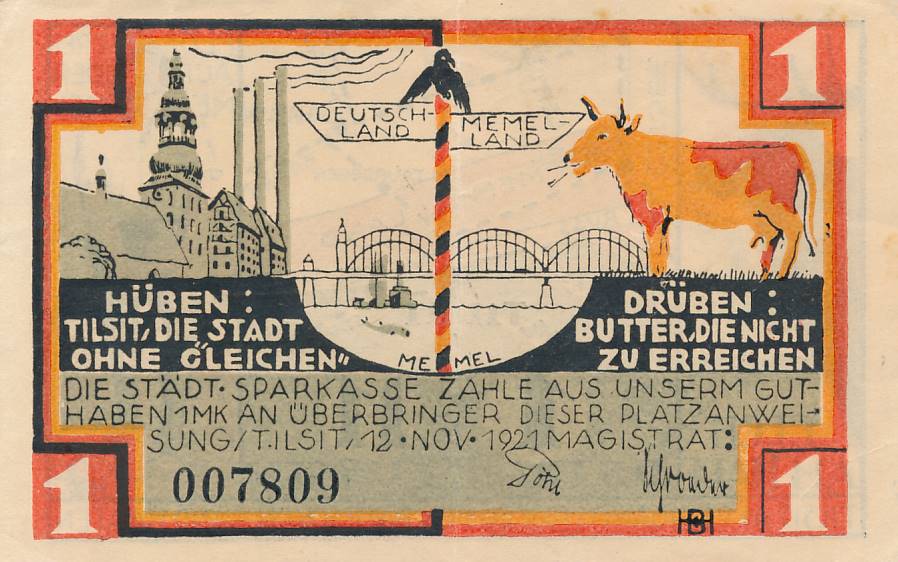 1
1
DEUTSCH-
LAND
MEMEL-
LAND
HÜBEN:
TILSIT, DIE STADT
OHNE "GLEICHEN"
DRÜBEN:
BUTTER, DIE NICHT
ZU ERREICHEN
MEMEL
DIE STÄDT. SPARKASSE ZAHLE AUS UNSERM GUT-
HABEN 1MK AN ÜBERBRINGER DIESER PLATZANWEI-
SUNG/TILSIT, 12. NOV. 1921 MAGISTRAT:
1
007809
Schroeder
1